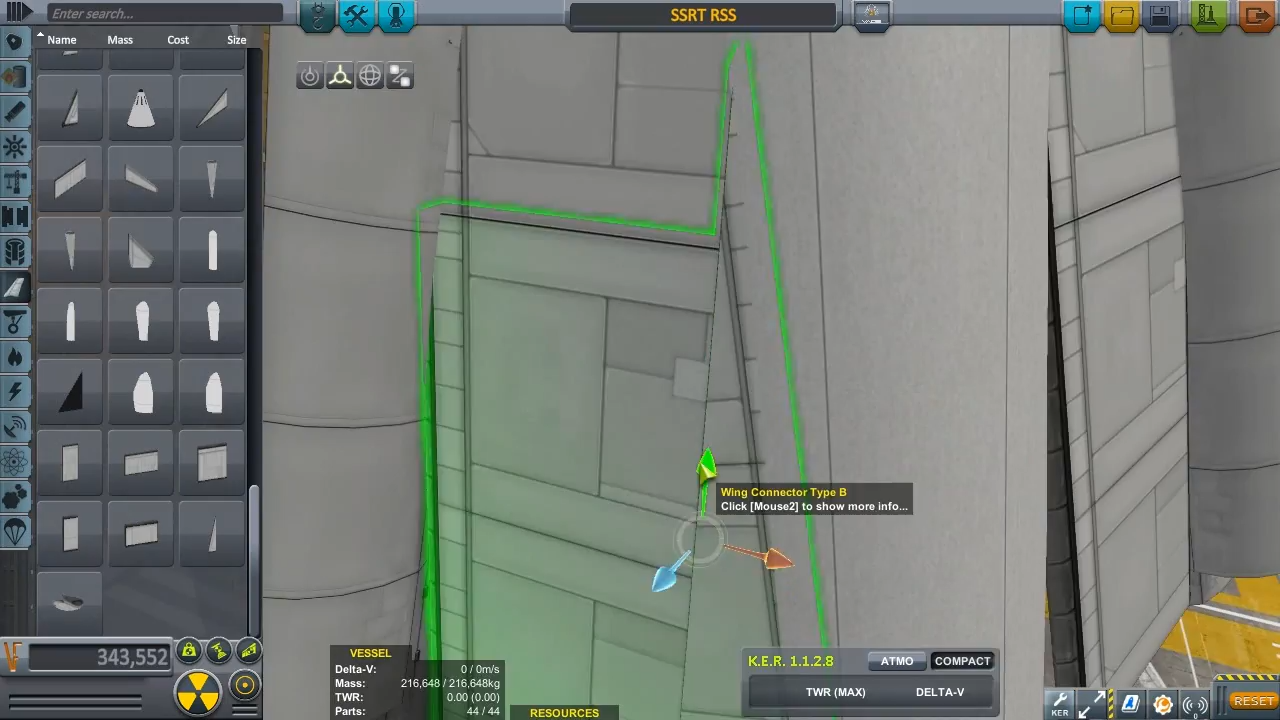 Enter search...
SSRT RSS
Name Mass Cost Size
Wing Connector Type B
Click [Mouse2] to show more info...
343,552
VESSEL
Delta-V: 0 / 0m/s
Mass: 216,648 / 216,648kg
TWR: 0.00 (0.00)
Parts: 44 / 44
RESOURCES
K.E.R. 1.1.2.8 ATMO COMPACT
TWR (MAX) DELTA-V
KER
0
RESET